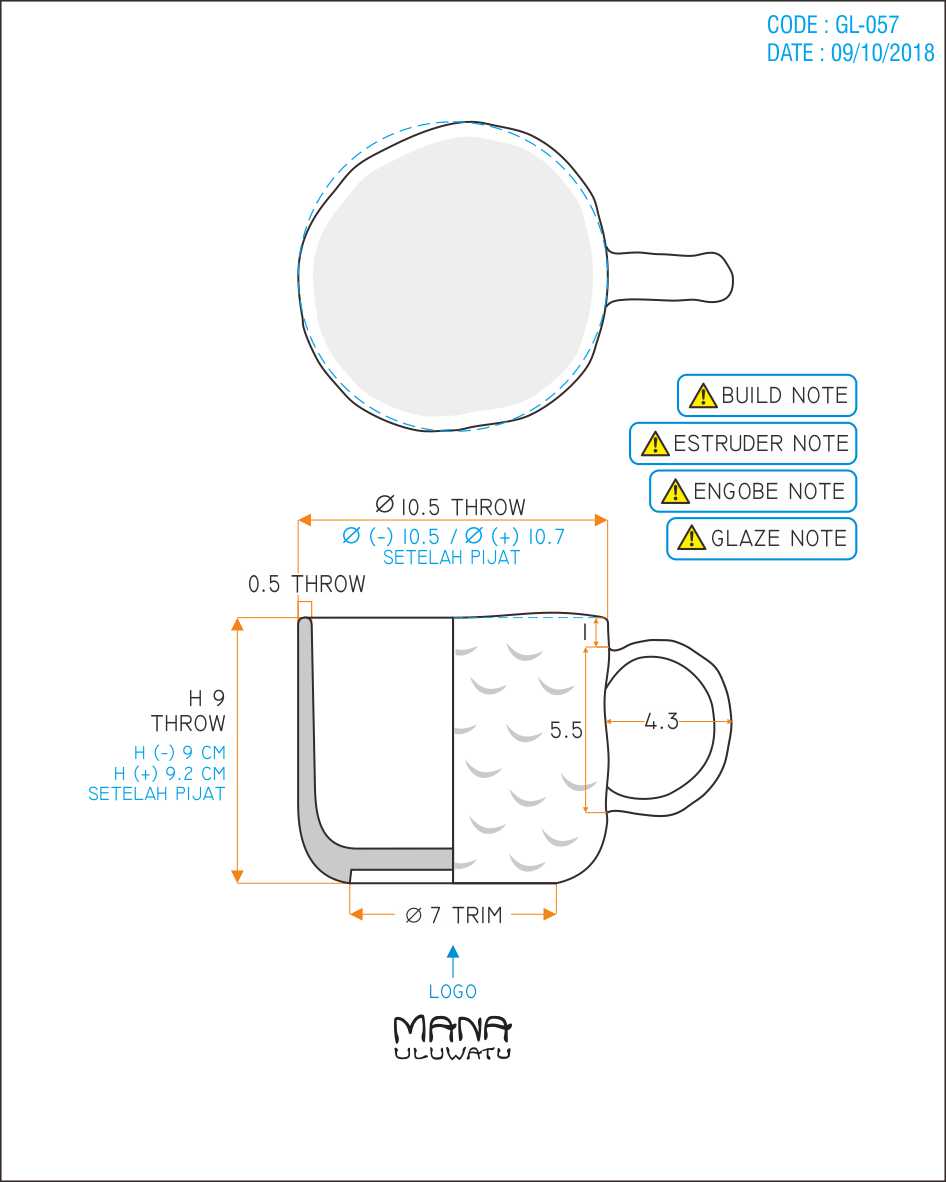 CODE : GL-057
DATE : 09/10/2018
BUILD NOTE
ESTRUDER NOTE
ENGOBE NOTE
GLAZE NOTE
Ø 10.5 THROW
Ø (-) 10.5 / Ø (+) 10.7
SETELAH PIJAT
0.5 THROW
1
H 9
THROW
5.5
4.3
H (-) 9 CM
H (+) 9.2 CM
SETELAH PIJAT
Ø 7 TRIM
LOGO
MANA
ULUWATU